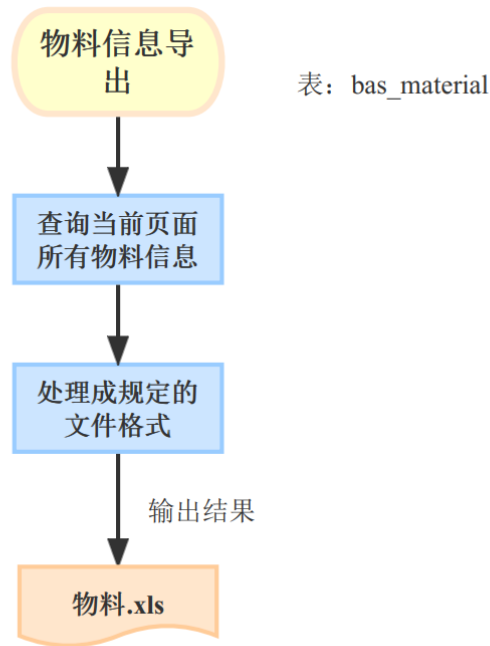 物料信息导
出
表：bas_material
查询当前页面
所有物料信息
处理成规定的
文件格式
输出结果
物料.xls